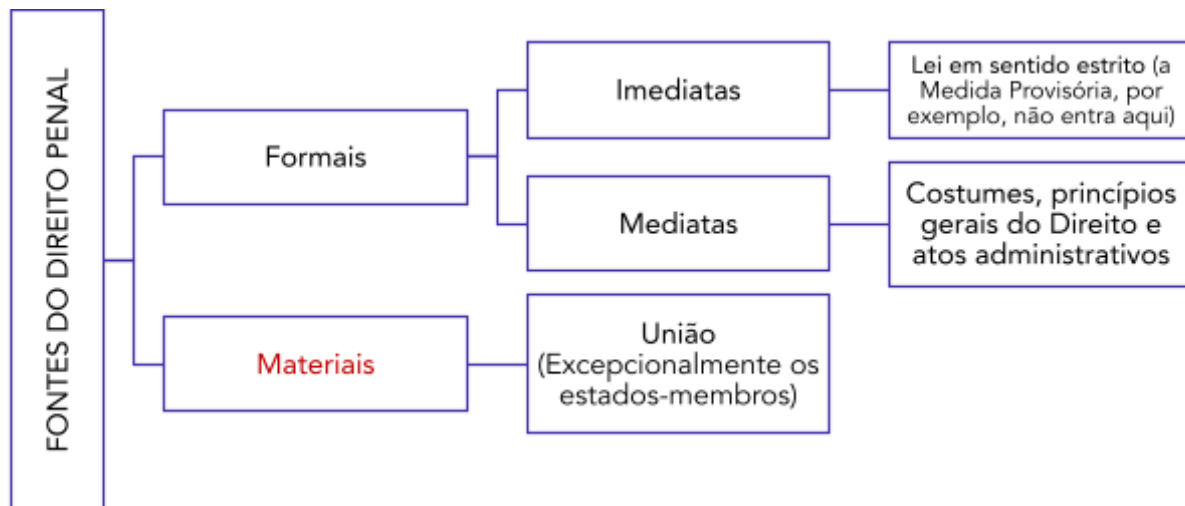 FONTES DO DIREITO PENAL
Formais
Imediatas
Lei em sentido estrito (a
Medida Provisória, por
exemplo, não entra aqui)
Mediatas
Costumes, princípios
gerais do Direito e
atos administrativos
Materiais
União
(Excepcionalmente os
estados-membros)